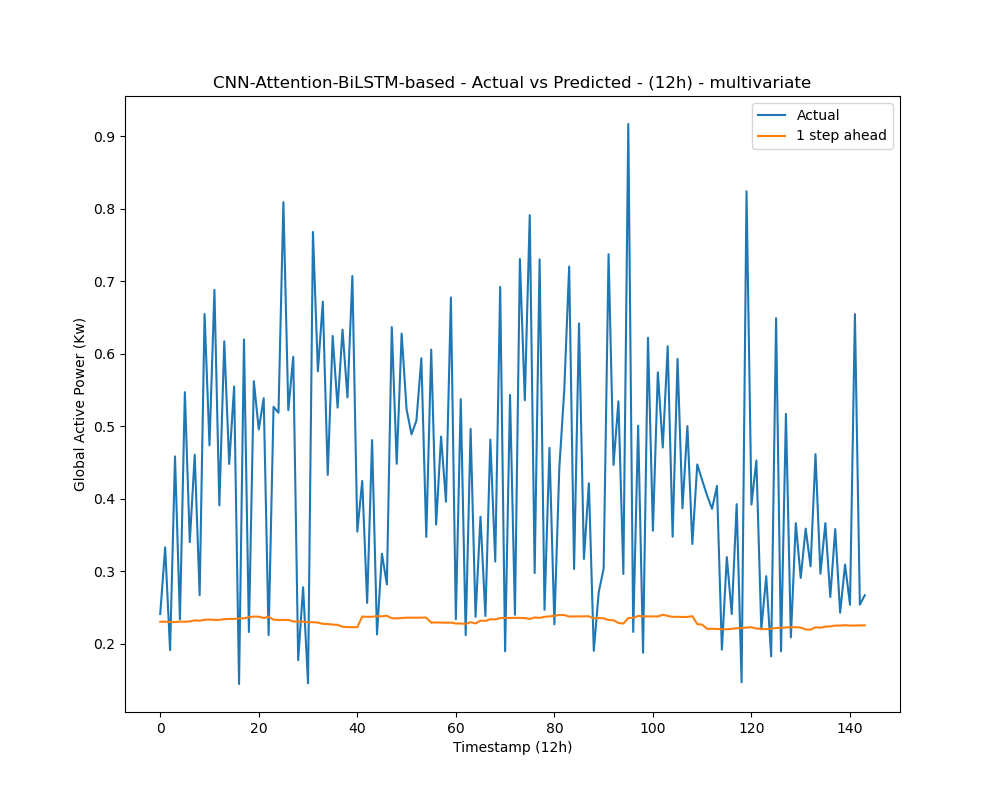 CNN-Attention-BiLSTM-based - Actual vs Predicted - (12h) - multivariate
Actual
1 step ahead
Global Active Power (Kw)
0.9
0.8
0.7
0.6
0.5
0.4
0.3
0.2
0 20 40 60 80 100 120 140
Timestamp (12h)